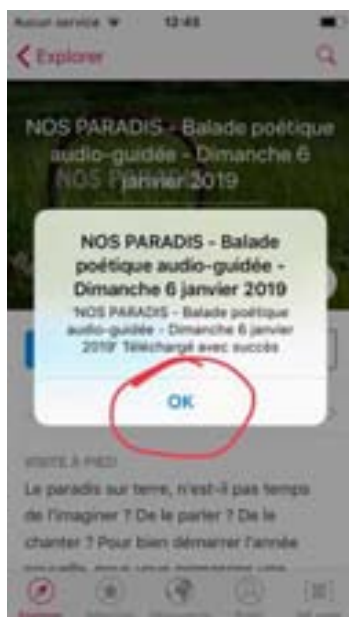 Aucun service 12:45
Explorer
NOS PARADIS - Balade poétique
audio-guidée - Dimanche 6
janvier 2019
NOS PARADIS - Balade
poétique audio-guidée -
Dimanche 6 janvier 2019
'NOS PARADIS - Balade poétique
audio-guidée - Dimanche 6 janvier
2019' Téléchargé avec succès
OK
VISITE À PIED
Le paradis sur terre, n'est-il pas temps
de l'imaginer ? De le parler ? De le
chanter ? Pour bien démarrer l'année
Explorer